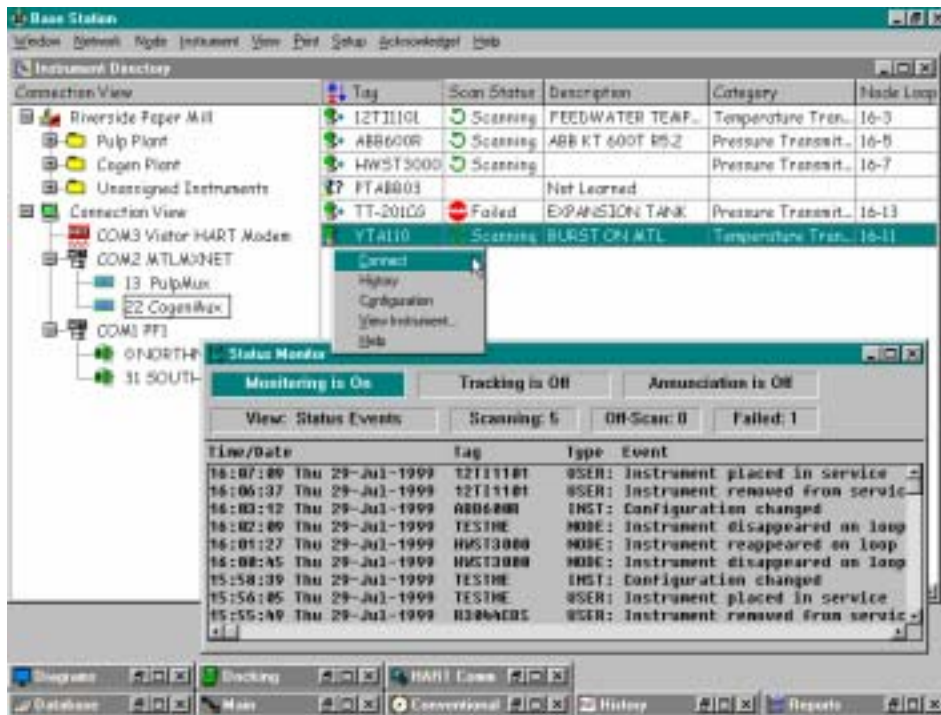 Base Station
Window Network Node Instrument View Print Setup Acknowledge! Help
Instrument Directory
Connection View Tag Scan Status Description Category Node Loop
Riverside Paper Mill 12TI1101 Scanning FEEDWATER TEMP.. Temperature Tran.. 16-3
Pulp Plant ABB600R Scanning ABB KT 600T R5.2 Pressure Transmit.. 16-5
Cogen Plant HWST3000 Scanning 16-7
Unassigned Instruments PTABB03 Not Learned
Connection View TT-201CG Failed EXPANSION TANK Pressure Transmit.. 16-13
COM3 Viator HART Modem YTA110 Scanning BURST ON MTL Temperature Tran.. 16-11
COM2 MTLMXNET
13 PulpMux
22 CogenMux
COM1 PF1
0 NORTH
31 SOUTH
Connect
History
Configuration
View Instrument...
Help
Status Monitor
Monitoring is On Tracking is Off Annunciation is Off
View: Status Events Scanning: 5 Off-Scan: 0 Failed: 1
Time/Date Tag Type Event
16:07:09 Thu 29-Jul-1999 12TI1101 USER: Instrument placed in service
16:06:37 Thu 29-Jul-1999 12TI1101 USER: Instrument removed from servic
16:03:12 Thu 29-Jul-1999 ABB600R INST: Configuration changed
16:02:09 Thu 29-Jul-1999 TESTME NODE: Instrument disappeared on loop
16:01:27 Thu 29-Jul-1999 HWST3000 NODE: Instrument reappeared on loop
16:00:45 Thu 29-Jul-1999 HWST3000 NODE: Instrument disappeared on loop
15:58:39 Thu 29-Jul-1999 TESTME INST: Configuration changed
15:56:05 Thu 29-Jul-1999 TESTME USER: Instrument placed in service
15:55:49 Thu 29-Jul-1999 USER: Instrument removed from servic
Diagrams Docking HART Comm
Database Main Conventional History Reports